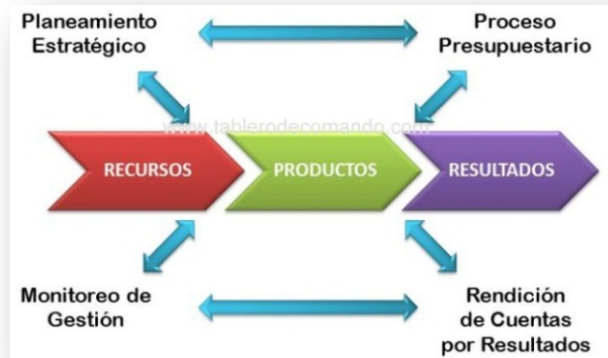 Planeamiento
Estratégico
Proceso
Presupuestario
www.tablerodecomando.com
RECURSOS
PRODUCTOS
RESULTADOS
Monitoreo de
Gestión
Rendición
de Cuentas
por Resultados